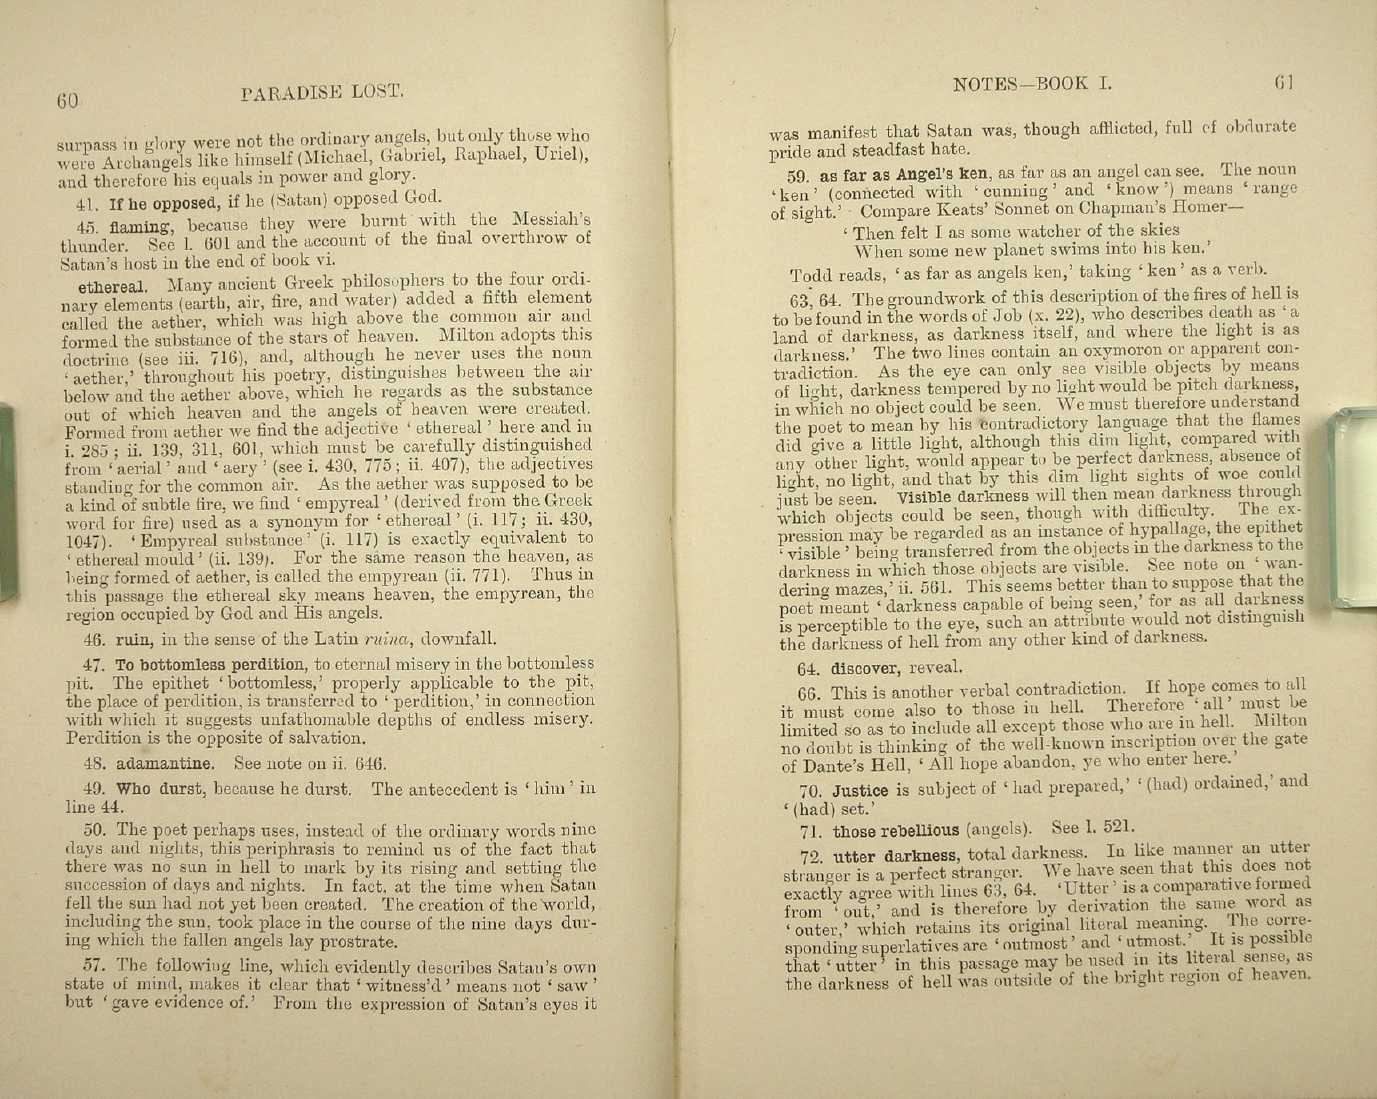 60
PARADISE LOST.
surpass in glory were not the ordinary angels, but only those who
were Archangels like himself (Michael, Gabriel, Raphael, Uriel),
and therefore his equals in power and glory.
41. If he opposed, if he (Satan) opposed God.
45. flaming, because they were burnt with the Messiah's
thunder. See l. 601 and the account of the final overthrow of
Satan's host in the end of book vi.
ethereal. Many ancient Greek philosophers to the four ordi-
nary elements (earth, air, fire, and water) added a fifth element
called the aether, which was high above the common air and
formed the substance of the stars of heaven. Milton adopts this
doctrine (see iii. 716), and, although he never uses the noun
'aether,' throughout his poetry, distinguishes between the air
below and the aether above, which he regards as the substance
out of which heaven and the angels of heaven were created.
Formed from aether we find the adjective 'ethereal' here and in
i. 285; ii. 139, 311, 601, which must be carefully distinguished
from 'aerial' and 'aery' (see i. 430, 775; ii. 407), the adjectives
standing for the common air. As the aether was supposed to be
a kind of subtle fire, we find 'empyreal' (derived from the Greek
word for fire) used as a synonym for 'ethereal' (i. 117; ii. 430,
1047). 'Empyreal substance' (i. 117) is exactly equivalent to
'ethereal mould' (ii. 139). For the same reason the heaven, as
being formed of aether, is called the empyrean (ii. 771). Thus in
this passage the ethereal sky means heaven, the empyrean, the
region occupied by God and His angels.
46. ruin, in the sense of the Latin ruina, downfall.
47. To bottomless perdition, to eternal misery in the bottomless
pit. The epithet 'bottomless,' properly applicable to the pit,
the place of perdition, is transferred to 'perdition,' in connection
with which it suggests unfathomable depths of endless misery.
Perdition is the opposite of salvation.
48. adamantine. See note on ii. 646.
49. Who durst, because he durst. The antecedent is 'him' in
line 44.
50. The poet perhaps uses, instead of the ordinary words nine
days and nights, this periphrasis to remind us of the fact that
there was no sun in hell to mark by its rising and setting the
succession of days and nights. In fact, at the time when Satan
fell the sun had not yet been created. The creation of the world,
including the sun, took place in the course of the nine days dur-
ing which the fallen angels lay prostrate.
57. The following line, which evidently describes Satan's own
state of mind, makes it clear that 'witness'd' means not 'saw'
but 'gave evidence of.' From the expression of Satan's eyes it
NOTES—BOOK I.
61
was manifest that Satan was, though afflicted, full of obdurate
pride and steadfast hate.
59. as far as Angel's ken, as far as an angel can see. The noun
'ken' (connected with 'cunning' and 'know') means 'range
of sight.' Compare Keats' Sonnet on Chapman's Homer—
'Then felt I as some watcher of the skies
When some new planet swims into his ken.'
Todd reads, 'as far as angels ken,' taking 'ken' as a verb.
63, 64. The groundwork of this description of the fires of hell is
to be found in the words of Job (x. 22), who describes death as 'a
land of darkness, as darkness itself, and where the light is as
darkness.' The two lines contain an oxymoron or apparent con-
tradiction. As the eye can only see visible objects by means
of light, darkness tempered by no light would be pitch darkness,
in which no object could be seen. We must therefore understand
the poet to mean by his contradictory language that the flames
did give a little light, although this dim light, compared with
any other light, would appear to be perfect darkness, absence of
light, no light, and that by this dim light sights of woe could
just be seen. Visible darkness will then mean darkness through
which objects could be seen, though with difficulty. The ex-
pression may be regarded as an instance of hypallage, the epithet
'visible' being transferred from the objects in the darkness to the
darkness in which those objects are visible. See note on 'wan-
dering mazes,' ii. 561. This seems better than to suppose that the
poet meant 'darkness capable of being seen,' for as all darkness
is perceptible to the eye, such an attribute would not distinguish
the darkness of hell from any other kind of darkness.
64. discover, reveal.
66. This is another verbal contradiction. If hope comes to all
it must come also to those in hell. Therefore 'all' must be
limited so as to include all except those who are in hell. Milton
no doubt is thinking of the well-known inscription over the gate
of Dante's Hell, 'All hope abandon, ye who enter here.'
70. Justice is subject of 'had prepared,' '(had) ordained,' and
'(had) set.'
71. those rebellious (angels). See l. 521.
72. utter darkness, total darkness. In like manner an utter
stranger is a perfect stranger. We have seen that this does not
exactly agree with lines 63, 64. 'Utter' is a comparative formed
from 'out,' and is therefore by derivation the same word as
'outer,' which retains its original literal meaning. The corre-
sponding superlatives are 'outmost' and 'utmost.' It is possible
that 'utter' in this passage may be used in its literal sense, as
the darkness of hell was outside of the bright region of heaven.